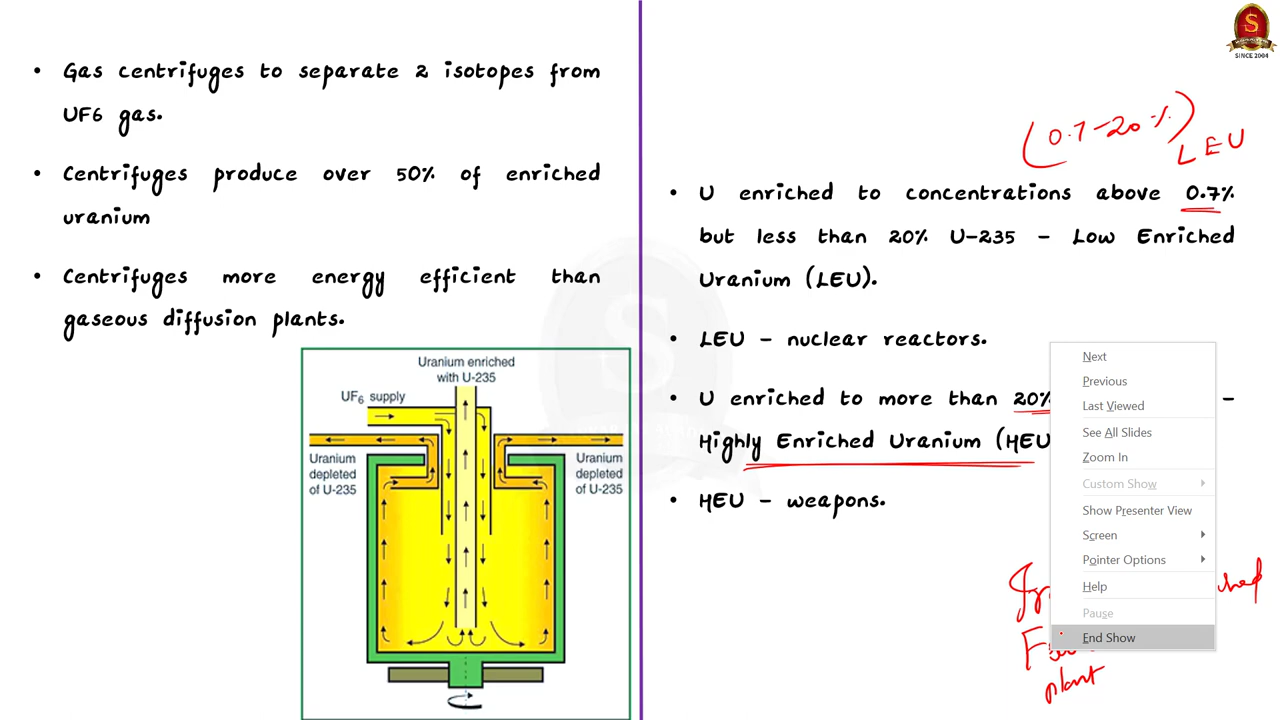 • Gas centrifuges to separate 2 isotopes from
UF6 gas.
• Centrifuges produce over 50% of enriched
uranium
• Centrifuges more energy efficient than
gaseous diffusion plants.
Uranium enriched
with U-235
UF6 supply
Uranium
depleted
of U-235
Uranium
depleted
of U-235
S
SINCE 2004
(0.7-20%)
LEU
• U enriched to concentrations above 0.7%
but less than 20% U-235 - Low Enriched
Uranium (LEU).
• LEU - nuclear reactors.
• U enriched to more than 20% -
Highly Enriched Uranium (HEU
• HEU - weapons.
Next
Previous
Last Viewed
See All Slides
Zoom In
Custom Show
Show Presenter View
Screen
Pointer Options
Help
Pause
End Show
plant